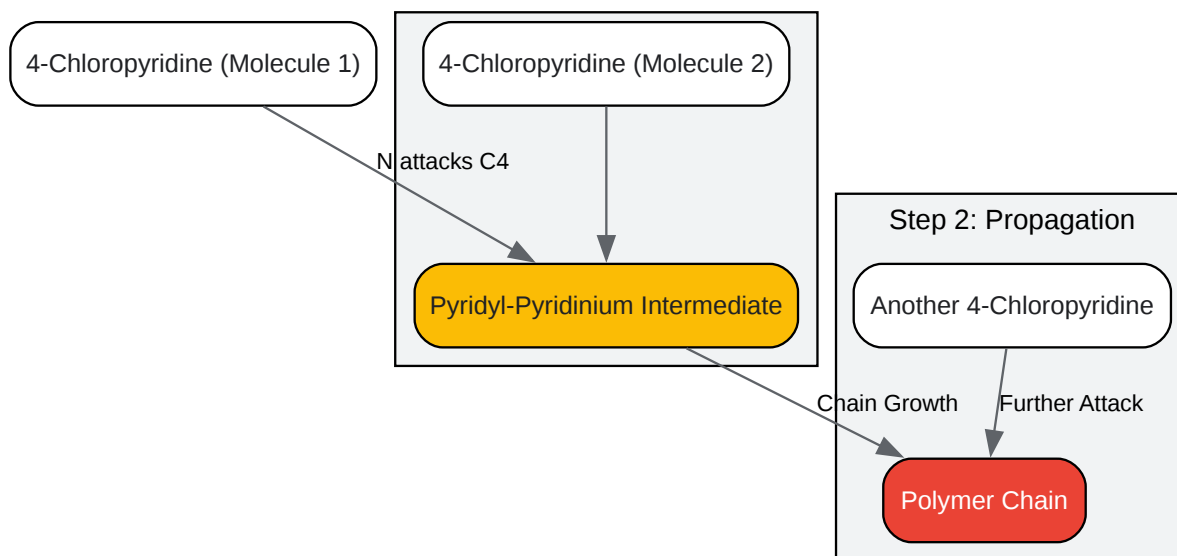 4-Chloropyridine (Molecule 1)
4-Chloropyridine (Molecule 2)
N attacks C4
Step 2: Propagation
Pyridyl-Pyridinium Intermediate
Another 4-Chloropyridine
Chain Growth
Further Attack
Polymer Chain